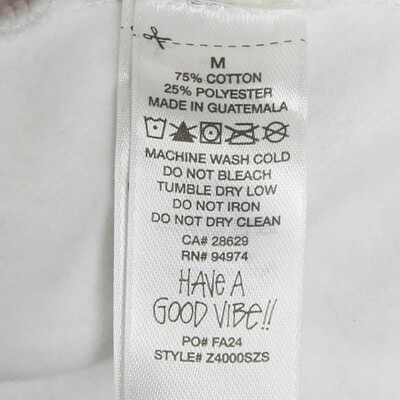 M
75% COTTON
25% POLYESTER
MADE IN GUATEMALA
MACHINE WASH COLD
DO NOT BLEACH
TUMBLE DRY LOW
DO NOT IRON
DO NOT DRY CLEAN
CA# 28629
RN# 94974
HAVE A
GOOD VIBE!!
PO# FA24
STYLE# Z4000SZS